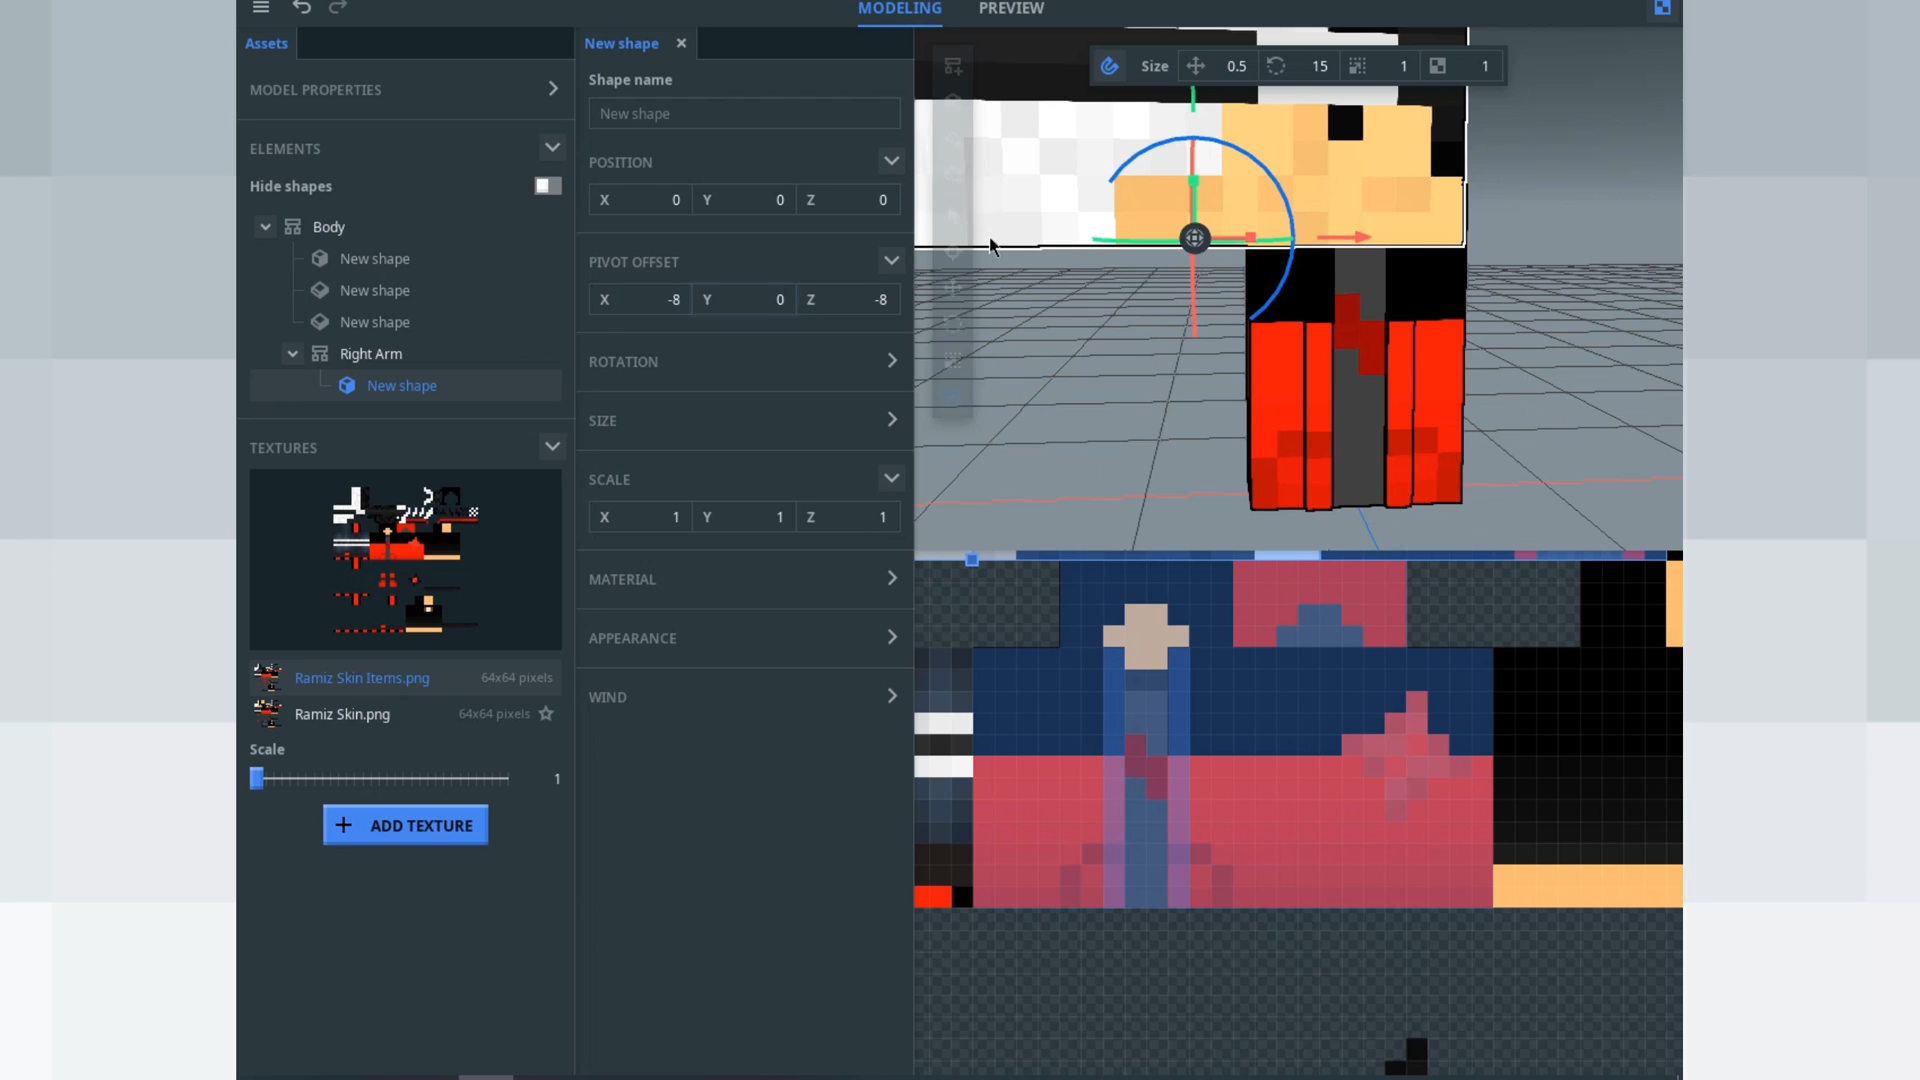 MODELING PREVIEW
Assets
New shape
Size 0.5 15 1 1
MODEL PROPERTIES
Shape name
New shape
ELEMENTS
Hide shapes
POSITION
X 0 Y 0 Z 0
Body
New shape
New shape
New shape
Right Arm
New shape
PIVOT OFFSET
X -8 Y 0 Z -8
ROTATION
SIZE
SCALE
X 1 Y 1 Z 1
MATERIAL
APPEARANCE
WIND
TEXTURES
Ramiz Skin Items.png 64x64 pixels
Ramiz Skin.png 64x64 pixels
Scale
1
ADD TEXTURE